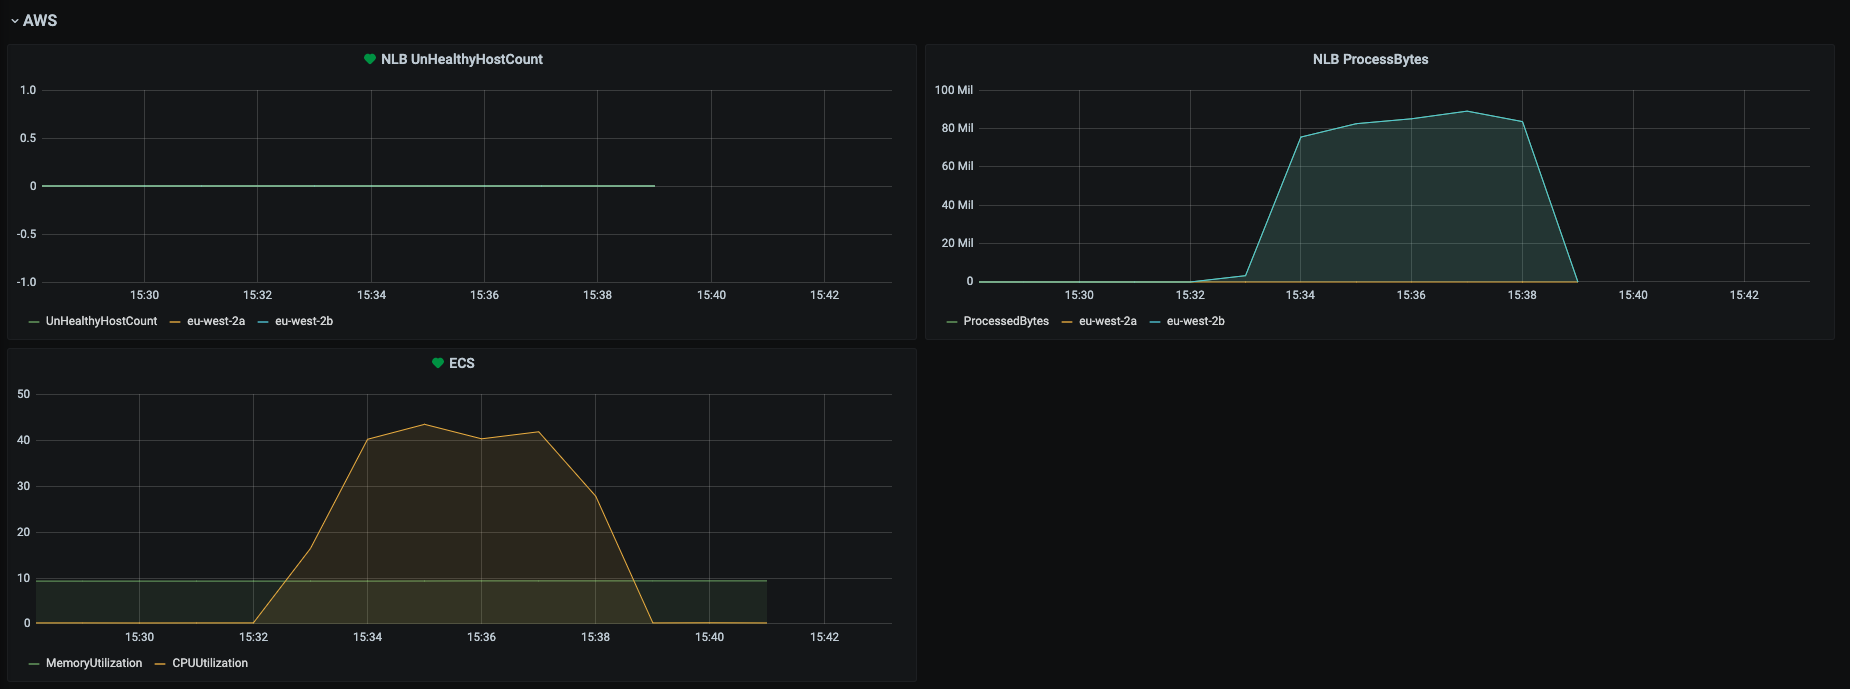 AWS
NLB UnHealthyHostCount
1.0
0.5
0
-0.5
-1.0
15:30 15:32 15:34 15:36 15:38 15:40 15:42
UnHealthyHostCount eu-west-2a eu-west-2b
NLB ProcessBytes
100 Mil
80 Mil
60 Mil
40 Mil
20 Mil
0
15:30 15:32 15:34 15:36 15:38 15:40 15:42
ProcessedBytes eu-west-2a eu-west-2b
ECS
50
40
30
20
10
0
15:30 15:32 15:34 15:36 15:38 15:40 15:42
MemoryUtilization CPUUtilization